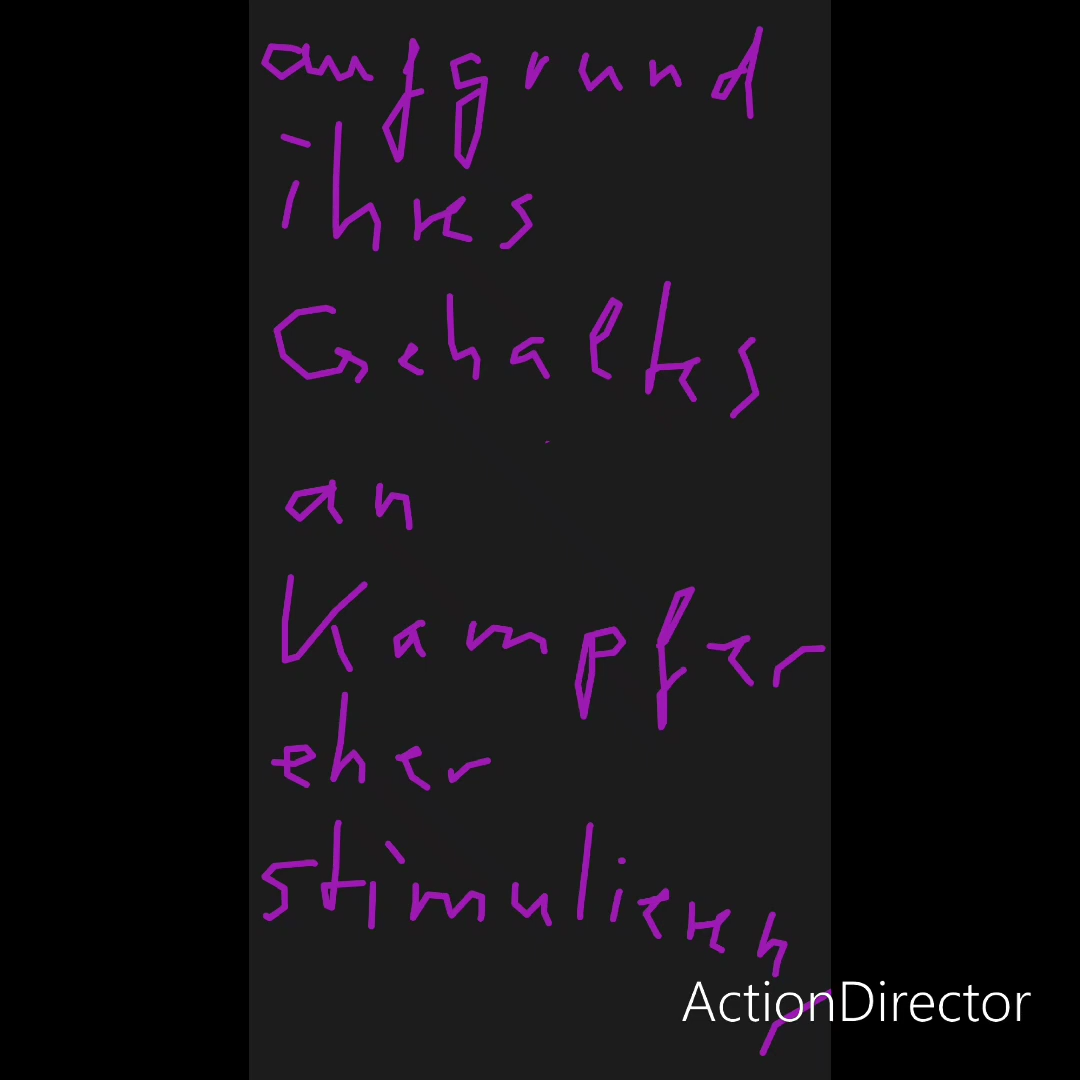 aufgrund
ihres
Gehalts
an
Kampfer
eher
stimulieren
ActionDirector